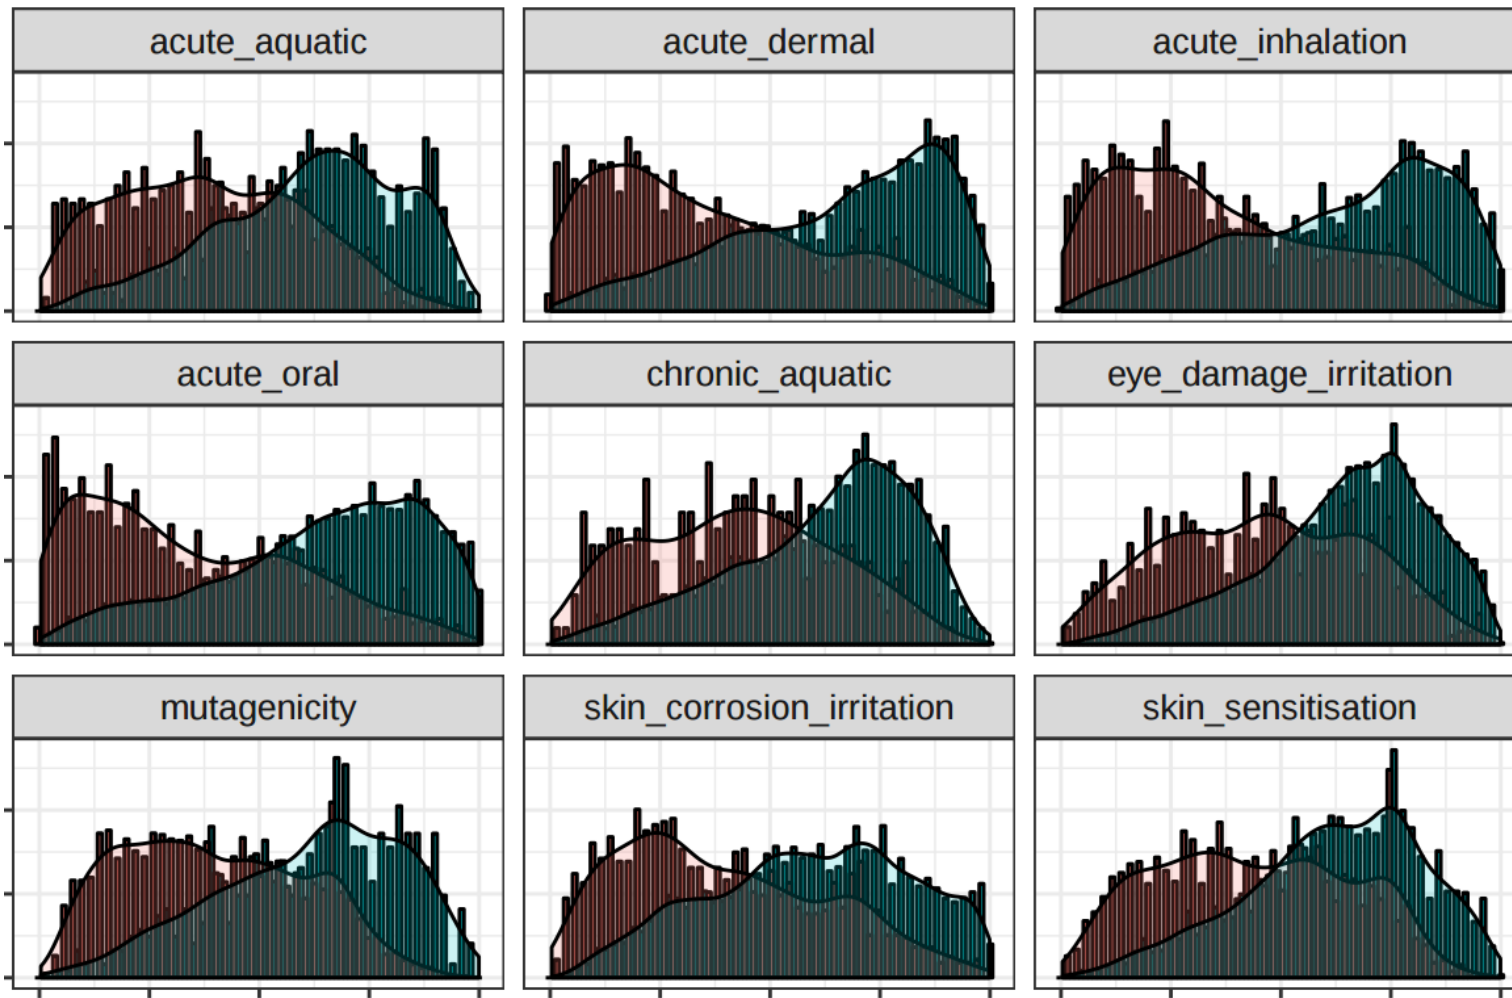 acute_aquatic
acute_dermal
acute_inhalation
acute_oral
chronic_aquatic
eye_damage_irritation
mutagenicity
skin_corrosion_irritation
skin_sensitisation